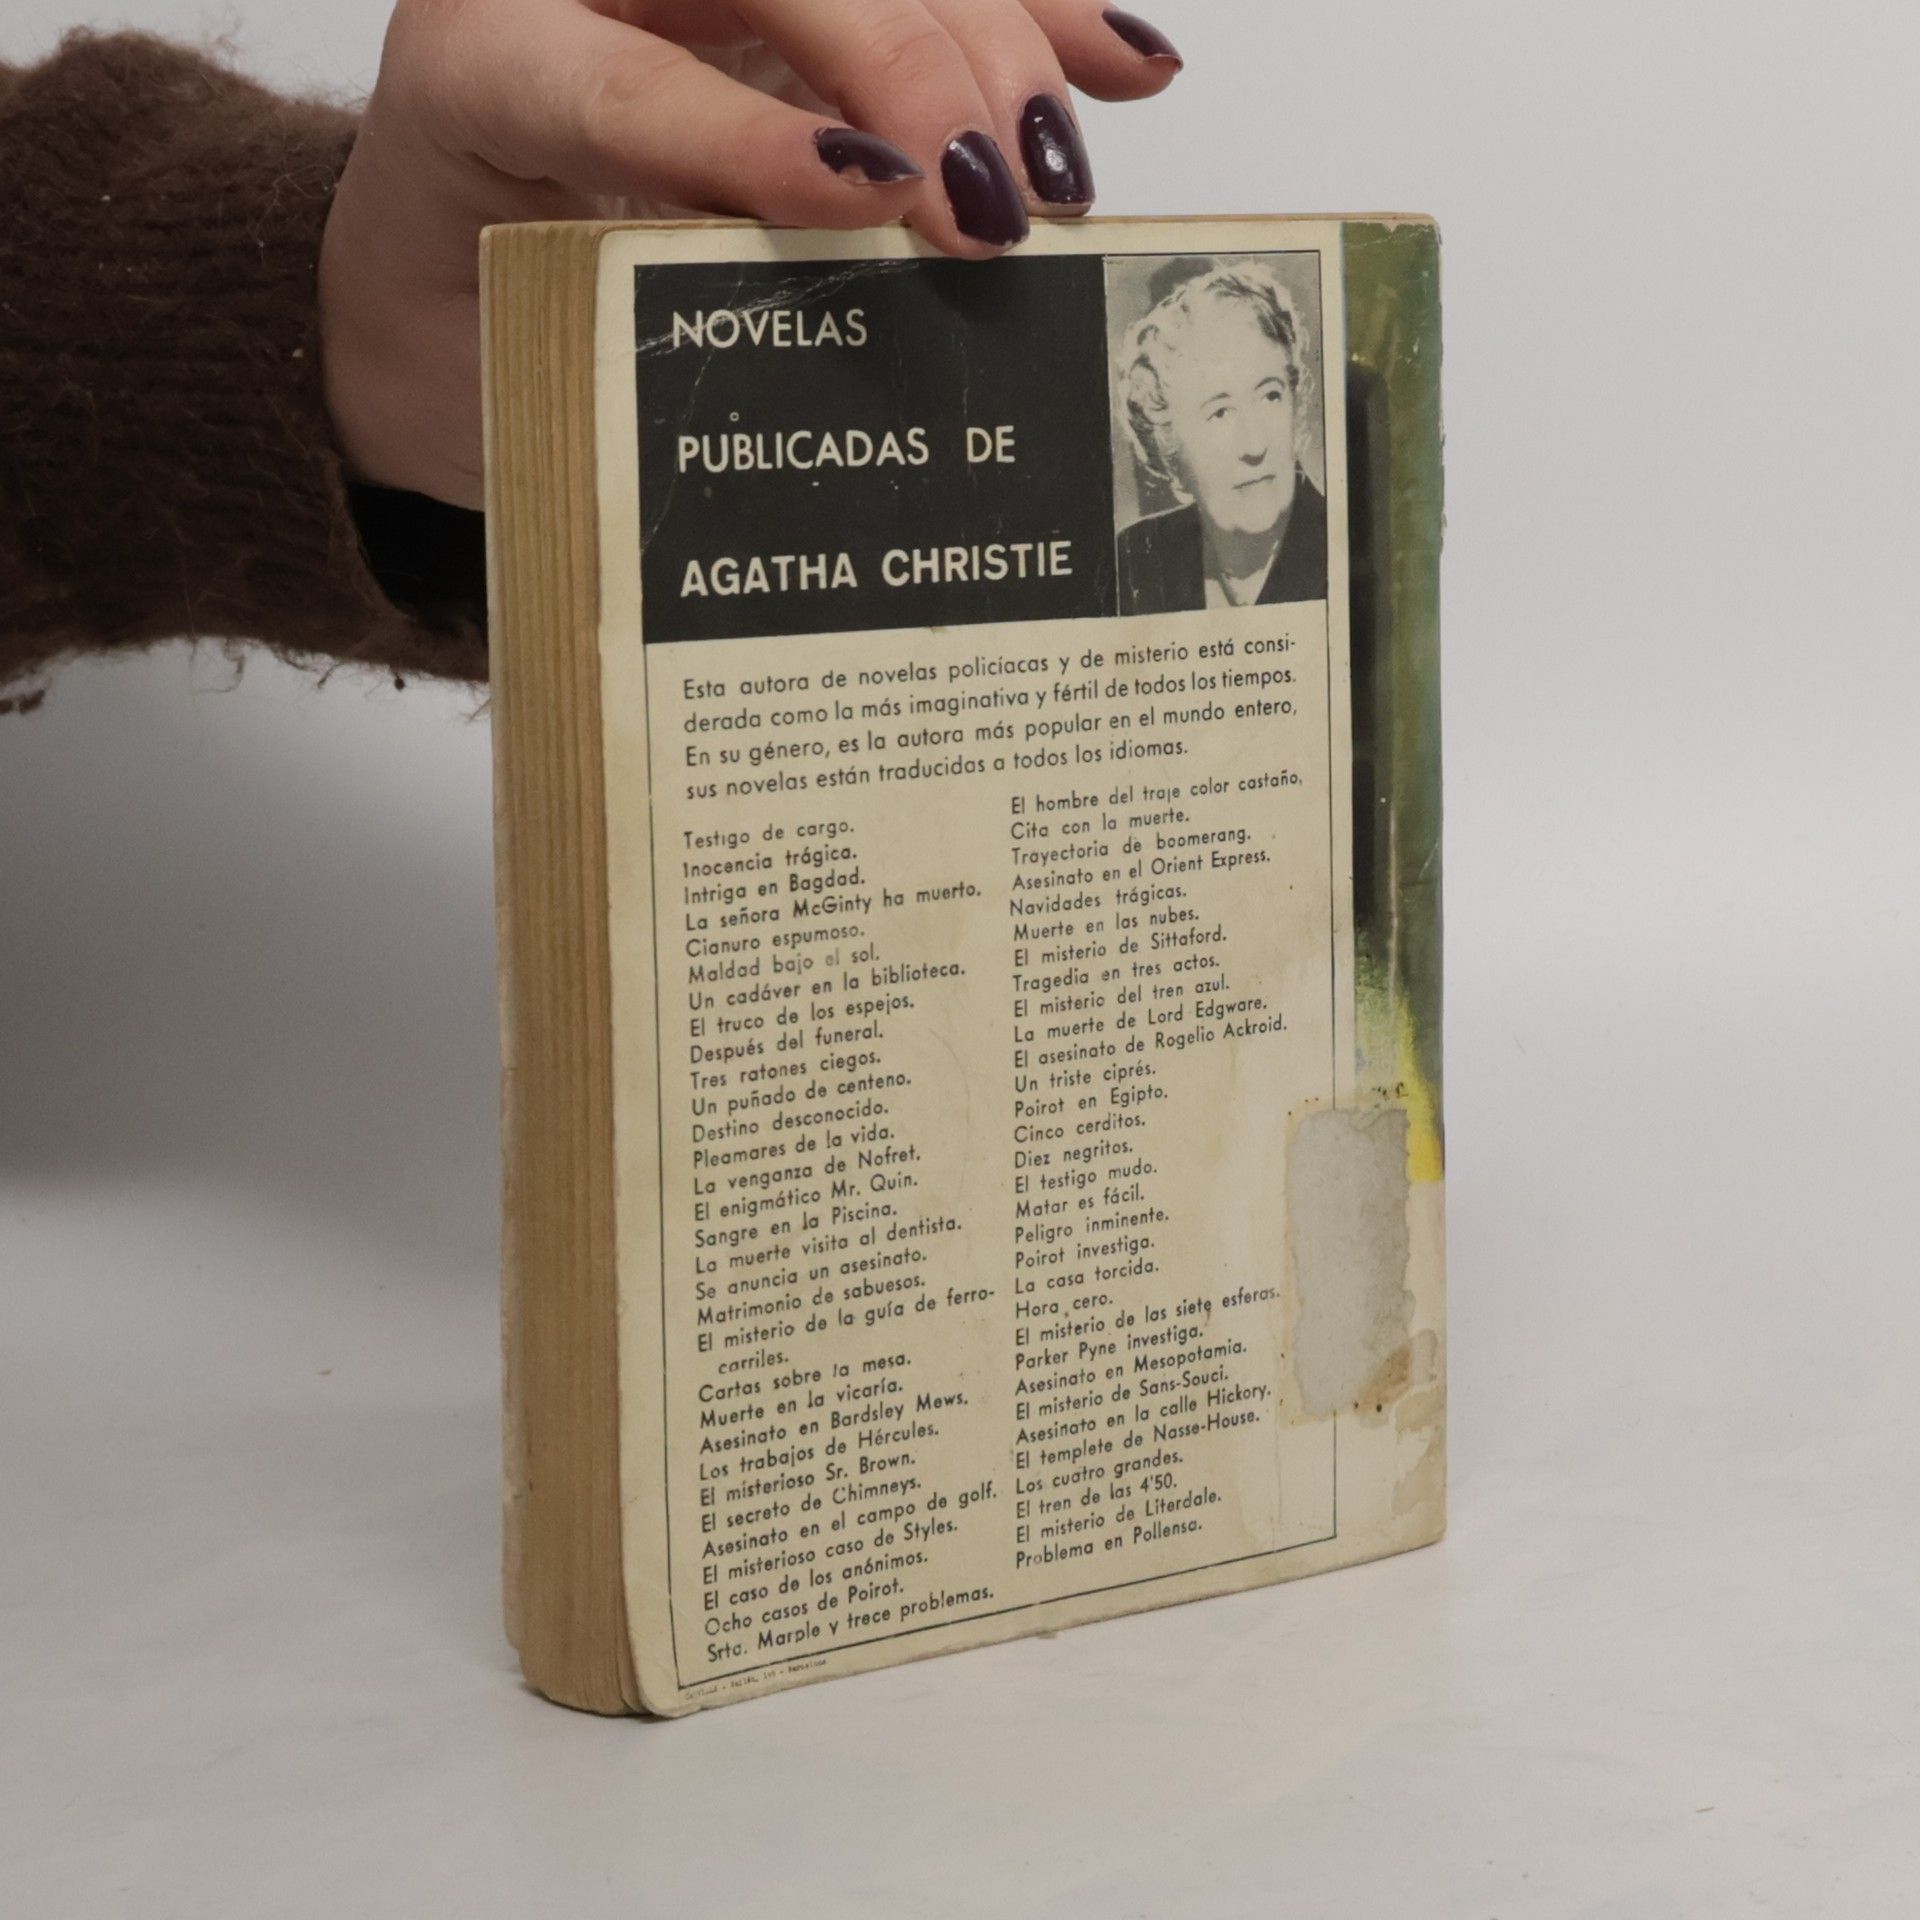 NOVELAS
PUBLICADAS DE
AGATHA CHRISTIE
Esta autora de novelas policíacas y de misterio está consi-
derada como la más imaginativa y fértil de todos los tiempos.
En su género, es la autora más popular en el mundo entero,
sus novelas están traducidas a todos los idiomas.
Testigo de cargo.
Inocencia trágica.
Intriga en Bagdad.
La señora McGinty ha muerto.
Cianuro espumoso.
Maldad bajo el sol.
Un cadáver en la biblioteca.
El truco de los espejos.
Después del funeral.
Tres ratones ciegos.
Un puñado de centeno.
Destino desconocido.
Pleamares de la vida.
La venganza de Nofret.
El enigmático Mr. Quin.
Sangre en la Piscina.
La muerte visita al dentista.
Se anuncia un asesinato.
Matrimonio de sabuesos.
El misterio de la guía de ferro-
carriles.
Cartas sobre la mesa.
Muerte en la vicaría.
Asesinato en Bardsley Mews.
Los trabajos de Hércules.
El misterioso Sr. Brown.
El secreto de Chimneys.
Asesinato en el campo de golf.
El misterioso caso de Styles.
El caso de los anónimos.
Ocho casos de Poirot.
Srta. Marple y trece problemas.
El hombre del traje color castaño.
Cita con la muerte.
Trayectoria de boomerang.
Asesinato en el Orient Express.
Navidades trágicas.
Muerte en las nubes.
El misterio de Sittaford.
Tragedia en tres actos.
El misterio del tren azul.
La muerte de Lord Edgware.
El asesinato de Rogelio Ackroid.
Un triste ciprés.
Poirot en Egipto.
Cinco cerditos.
Diez negritos.
El testigo mudo.
Matar es fácil.
Peligro inminente.
Poirot investiga.
La casa torcida.
Hora cero.
El misterio de las siete esferas.
Parker Pyne investiga.
Asesinato en Mesopotamia.
El misterio de Sans-Souci.
Asesinato en la calle Hickory.
El templete de Nasse-House.
Los cuatro grandes.
El tren de las 4'50.
El misterio de Literdale.
Problema en Pollensa.
- Barcelona